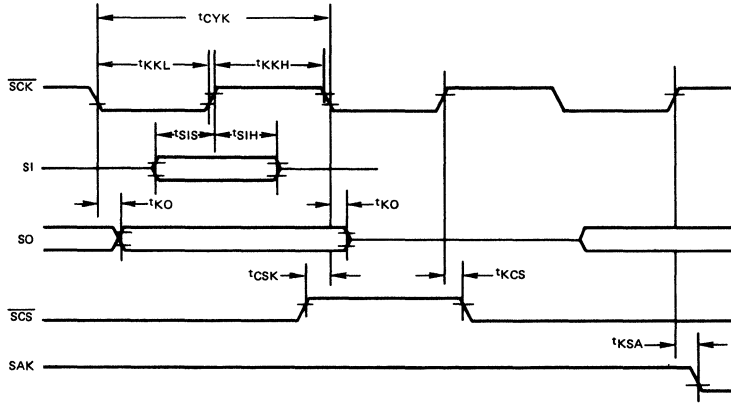 tCYK
tKKL
tKKH
SCK
tSIS
tSIH
SI
tKO
tKO
SO
tCSK
tKCS
SCS
tKSA
SAK